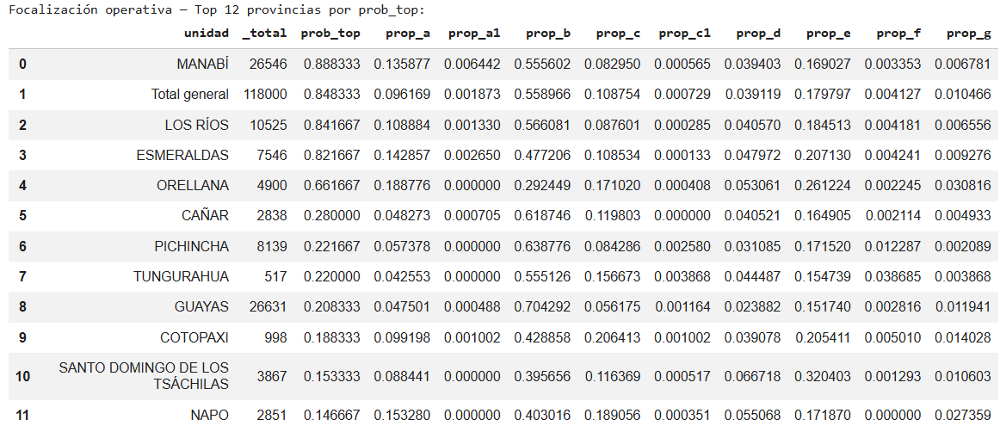 Focalización operativa — Top 12 provincias por prob_top:
unidad _total prob_top prop_a prop_a1 prop_b prop_c prop_c1 prop_d prop_e prop_f prop_g
0 MANABÍ 26546 0.888333 0.135877 0.006442 0.555602 0.082950 0.000565 0.039403 0.169027 0.003353 0.006781
1 Total general 118000 0.848333 0.096169 0.001873 0.558966 0.108754 0.000729 0.039119 0.179797 0.004127 0.010466
2 LOS RÍOS 10525 0.841667 0.108884 0.001330 0.566081 0.087601 0.000285 0.040570 0.184513 0.004181 0.006556
3 ESMERALDAS 7546 0.821667 0.142857 0.002650 0.477206 0.108534 0.000133 0.047972 0.207130 0.004241 0.009276
4 ORELLANA 4900 0.661667 0.188776 0.000000 0.292449 0.171020 0.000408 0.053061 0.261224 0.002245 0.030816
5 CAÑAR 2838 0.280000 0.048273 0.000705 0.618746 0.119803 0.000000 0.040521 0.164905 0.002114 0.004933
6 PICHINCHA 8139 0.221667 0.057378 0.000000 0.638776 0.084286 0.002580 0.031085 0.171520 0.012287 0.002089
7 TUNGURAHUA 517 0.220000 0.042553 0.000000 0.555126 0.156673 0.003868 0.044487 0.154739 0.038685 0.003868
8 GUAYAS 26631 0.208333 0.047501 0.000488 0.704292 0.056175 0.001164 0.023882 0.151740 0.002816 0.011941
9 COTOPAXI 998 0.188333 0.099198 0.001002 0.428858 0.206413 0.001002 0.039078 0.205411 0.005010 0.014028
10 SANTO DOMINGO DE LOS
TSÁCHILAS 3867 0.153333 0.088441 0.000000 0.395656 0.116369 0.000517 0.066718 0.320403 0.001293 0.010603
11 NAPO 2851 0.146667 0.153280 0.000000 0.403016 0.189056 0.000351 0.055068 0.171870 0.000000 0.027359